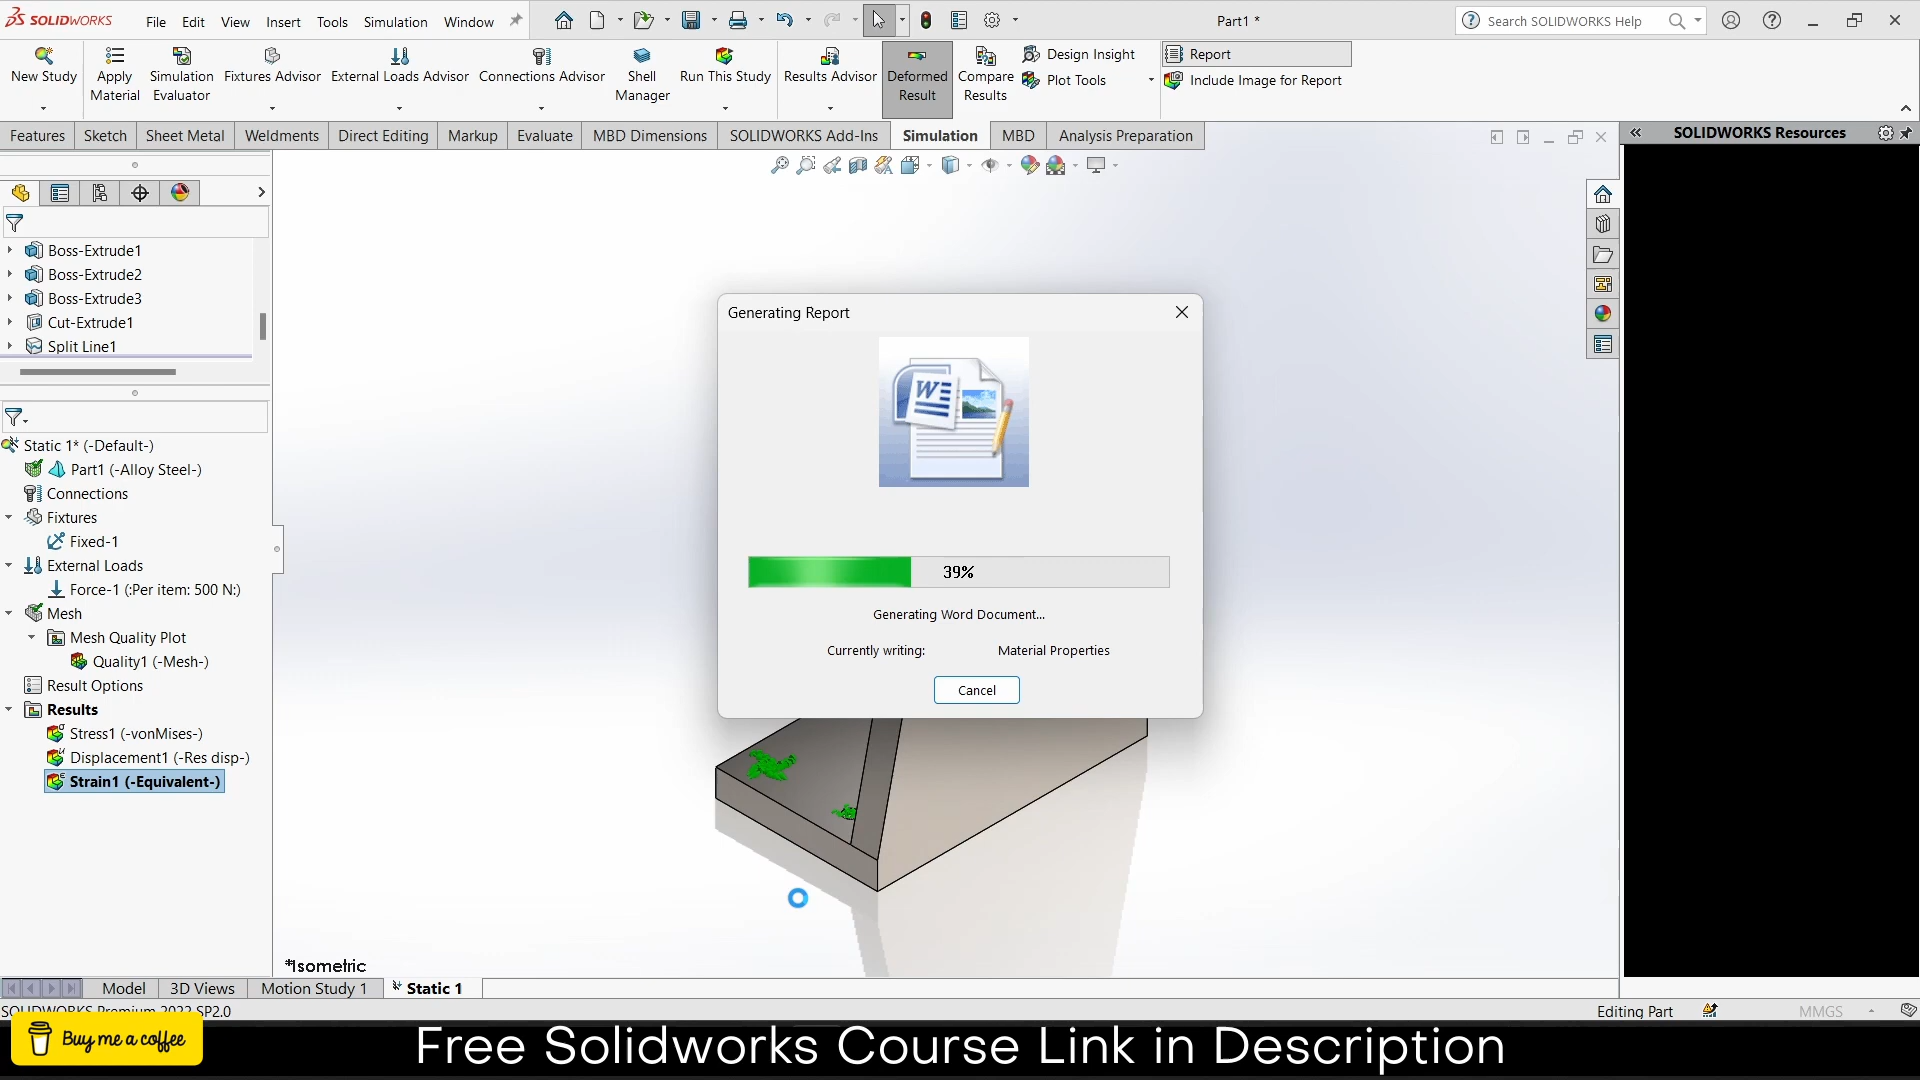 SOLIDWORKS
File
Edit
View
Insert
Tools
Simulation
Window
Part1 *
Search SOLIDWORKS Help
New Study
Apply Material
Simulation Evaluator
Fixtures Advisor
External Loads Advisor
Connections Advisor
Shell Manager
Run This Study
Results Advisor
Deformed Result
Compare Results
Design Insight
Plot Tools
Report
Include Image for Report
Features
Sketch
Sheet Metal
Weldments
Direct Editing
Markup
Evaluate
MBD Dimensions
SOLIDWORKS Add-Ins
Simulation
MBD
Analysis Preparation
SOLIDWORKS Resources
Boss-Extrude1
Boss-Extrude2
Boss-Extrude3
Cut-Extrude1
Split Line1
Static 1* (-Default-)
Part1 (-Alloy Steel-)
Connections
Fixtures
Fixed-1
External Loads
Force-1 (:Per item: 500 N:)
Mesh
Mesh Quality Plot
Quality1 (-Mesh-)
Result Options
Results
Stress1 (-vonMises-)
Displacement1 (-Res disp-)
Strain1 (-Equivalent-)
Generating Report
W
39%
Generating Word Document...
Currently writing: Material Properties
Cancel
*Isometric
Model
3D Views
Motion Study 1
Static 1
SOLIDWORKS Premium 2022 SP2.0
Editing Part
MMGS
Buy me a coffee
Free Solidworks Course Link in Description